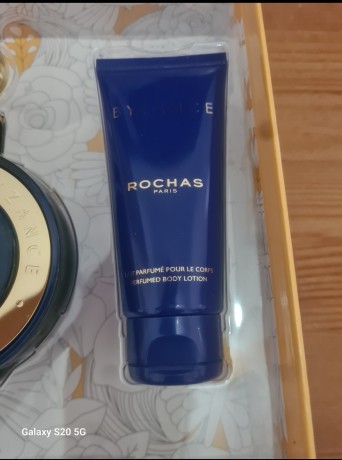 ROCHAS
PARIS
PARFUMÉ POUR LE CORPS
PERFUMED BODY LOTION
Galaxy S20 5G